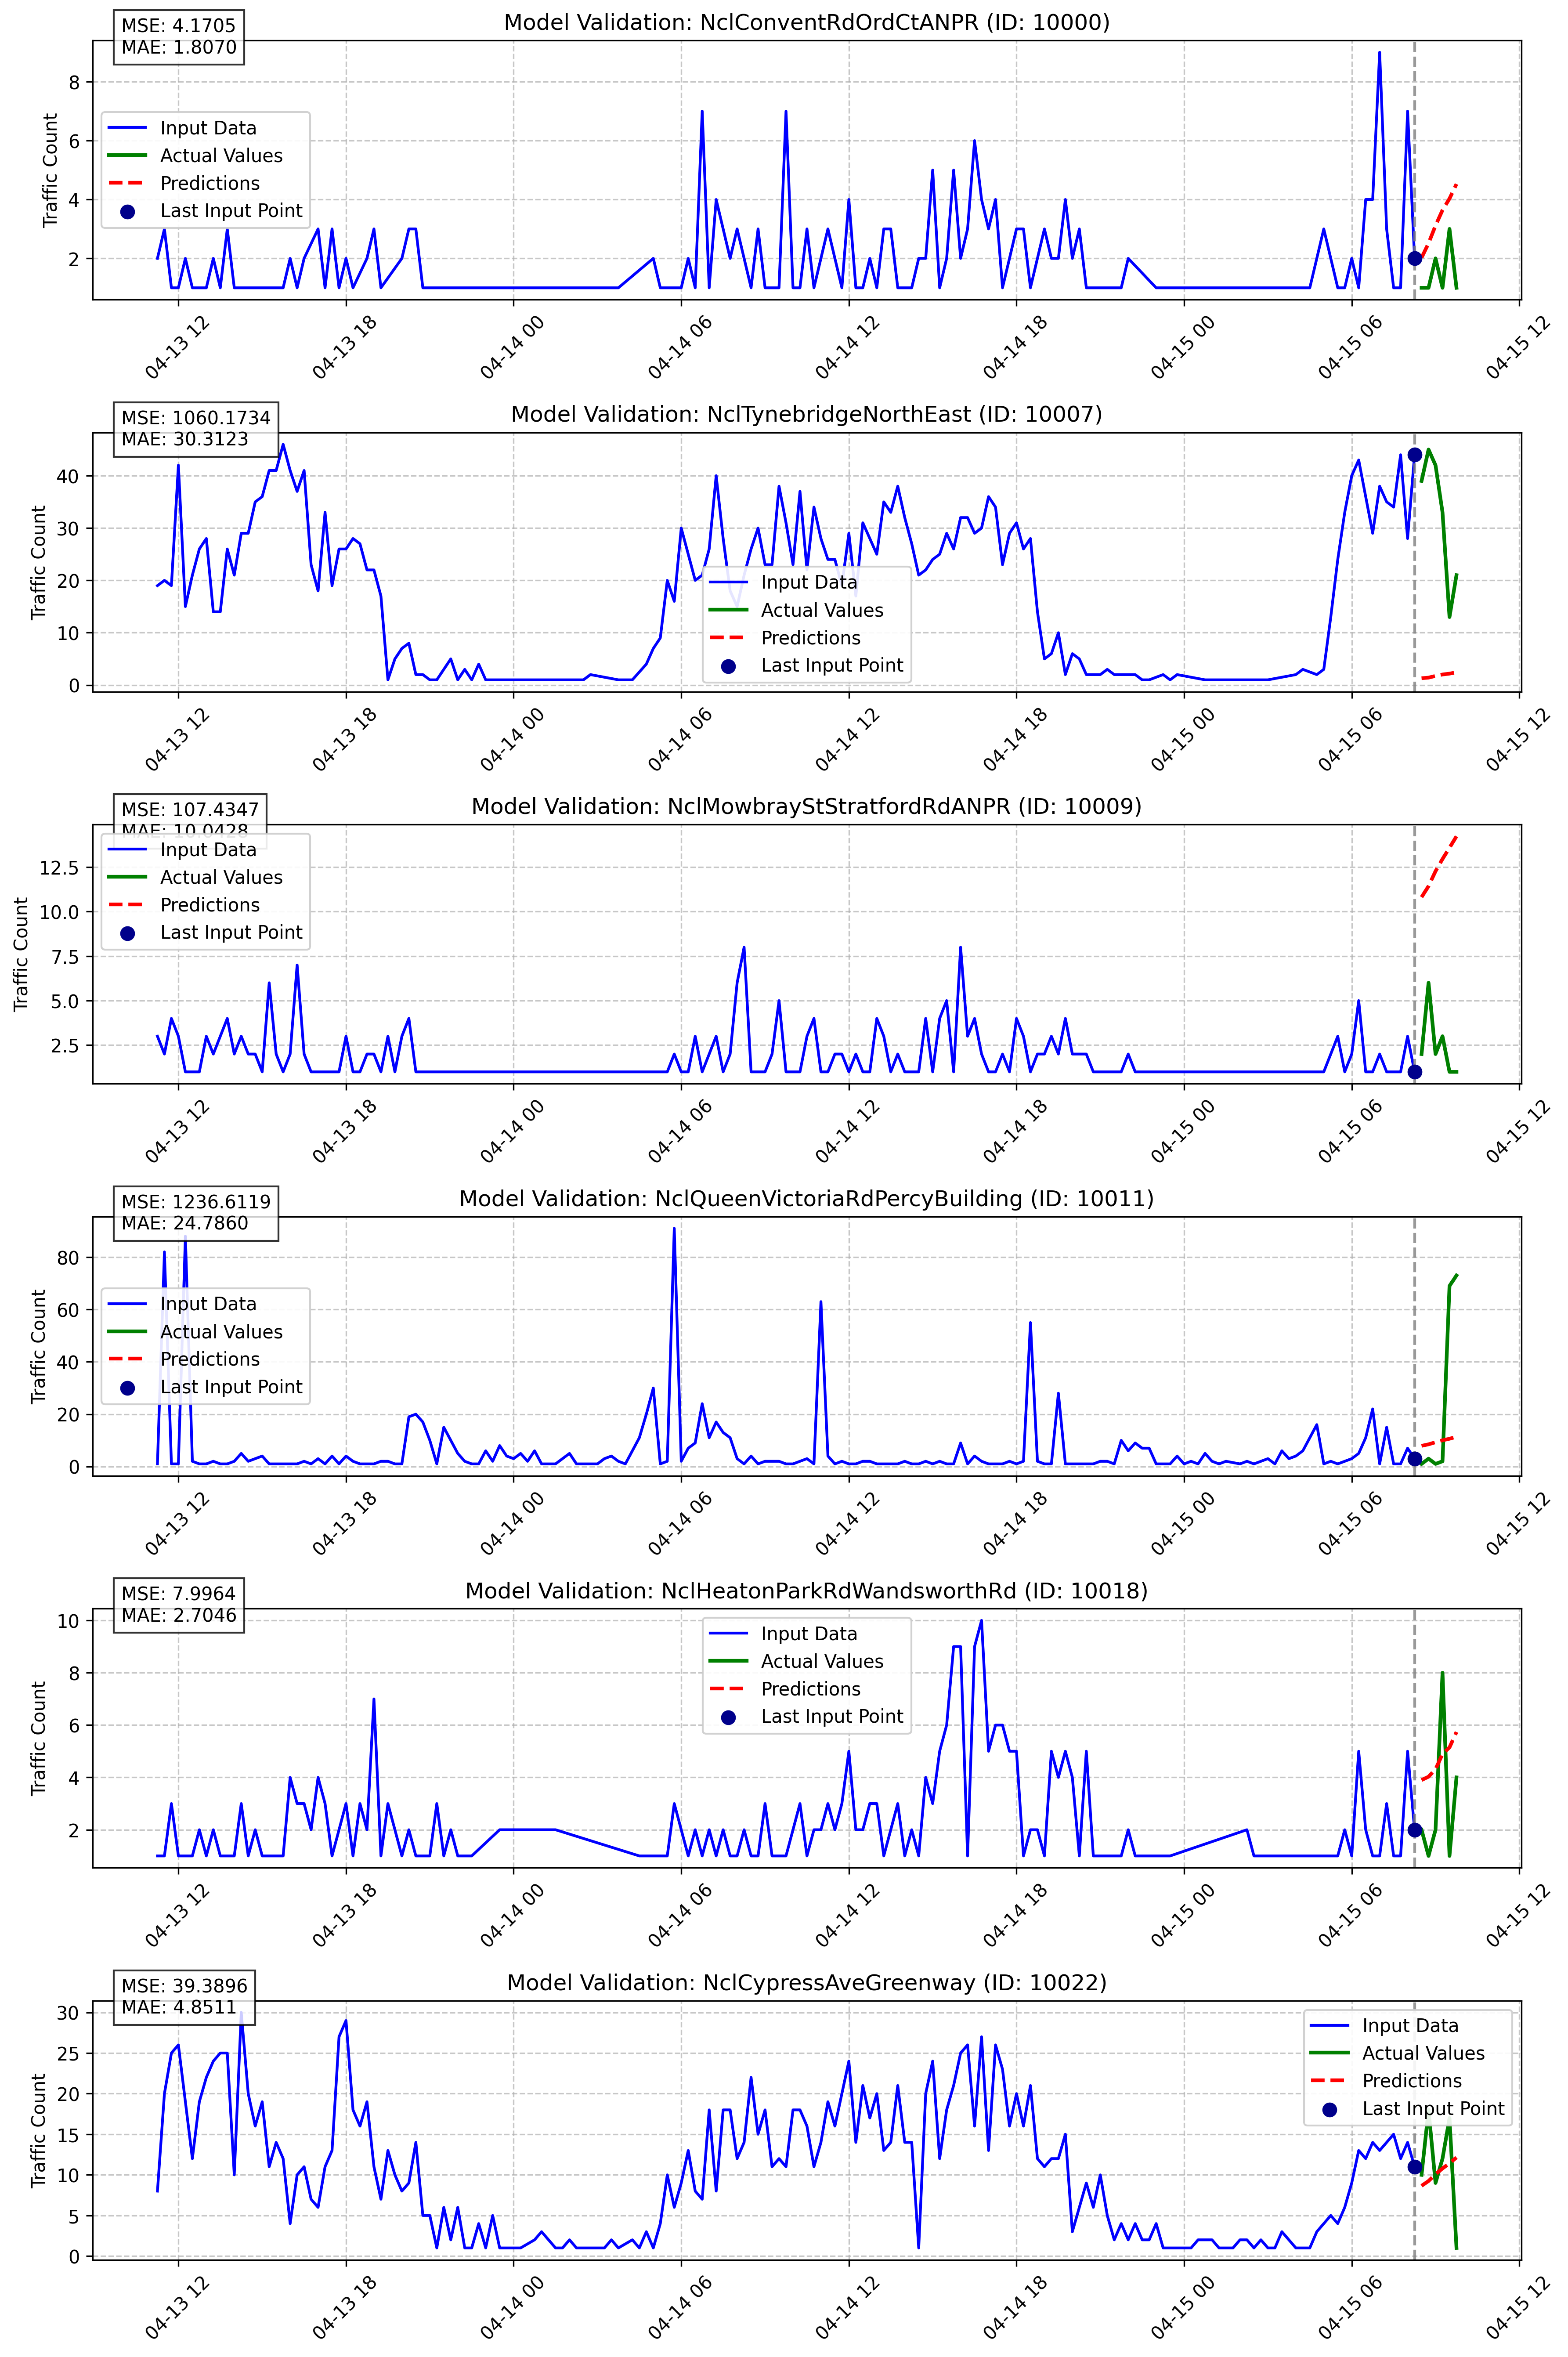 MSE: 4.1705
MAE: 1.8070
Model Validation: NclConventRdOrdCtANPR (ID: 10000)
Traffic Count
8
6
4
2
Input Data
Actual Values
Predictions
Last Input Point
04-13 12
04-13 18
04-14 00
04-14 06
04-14 12
04-14 18
04-15 00
04-15 06
04-15 12
MSE: 1060.1734
MAE: 30.3123
Model Validation: NclTynebridgeNorthEast (ID: 10007)
Traffic Count
40
30
20
10
0
Input Data
Actual Values
Predictions
Last Input Point
04-13 12
04-13 18
04-14 00
04-14 06
04-14 12
04-14 18
04-15 00
04-15 06
04-15 12
MSE: 107.4347
MAE: 10.0428
Model Validation: NclMowbrayStStratfordRdANPR (ID: 10009)
Traffic Count
12.5
10.0
7.5
5.0
2.5
Input Data
Actual Values
Predictions
Last Input Point
04-13 12
04-13 18
04-14 00
04-14 06
04-14 12
04-14 18
04-15 00
04-15 06
04-15 12
MSE: 1236.6119
MAE: 24.7860
Model Validation: NclQueenVictoriaRdPercyBuilding (ID: 10011)
Traffic Count
80
60
40
20
0
Input Data
Actual Values
Predictions
Last Input Point
04-13 12
04-13 18
04-14 00
04-14 06
04-14 12
04-14 18
04-15 00
04-15 06
04-15 12
MSE: 7.9964
MAE: 2.7046
Model Validation: NclHeatonParkRdWandsworthRd (ID: 10018)
Traffic Count
10
8
6
4
2
Input Data
Actual Values
Predictions
Last Input Point
04-13 12
04-13 18
04-14 00
04-14 06
04-14 12
04-14 18
04-15 00
04-15 06
04-15 12
MSE: 39.3896
MAE: 4.8511
Model Validation: NclCypressAveGreenway (ID: 10022)
Traffic Count
30
25
20
15
10
5
0
Input Data
Actual Values
Predictions
Last Input Point
04-13 12
04-13 18
04-14 00
04-14 06
04-14 12
04-14 18
04-15 00
04-15 06
04-15 12